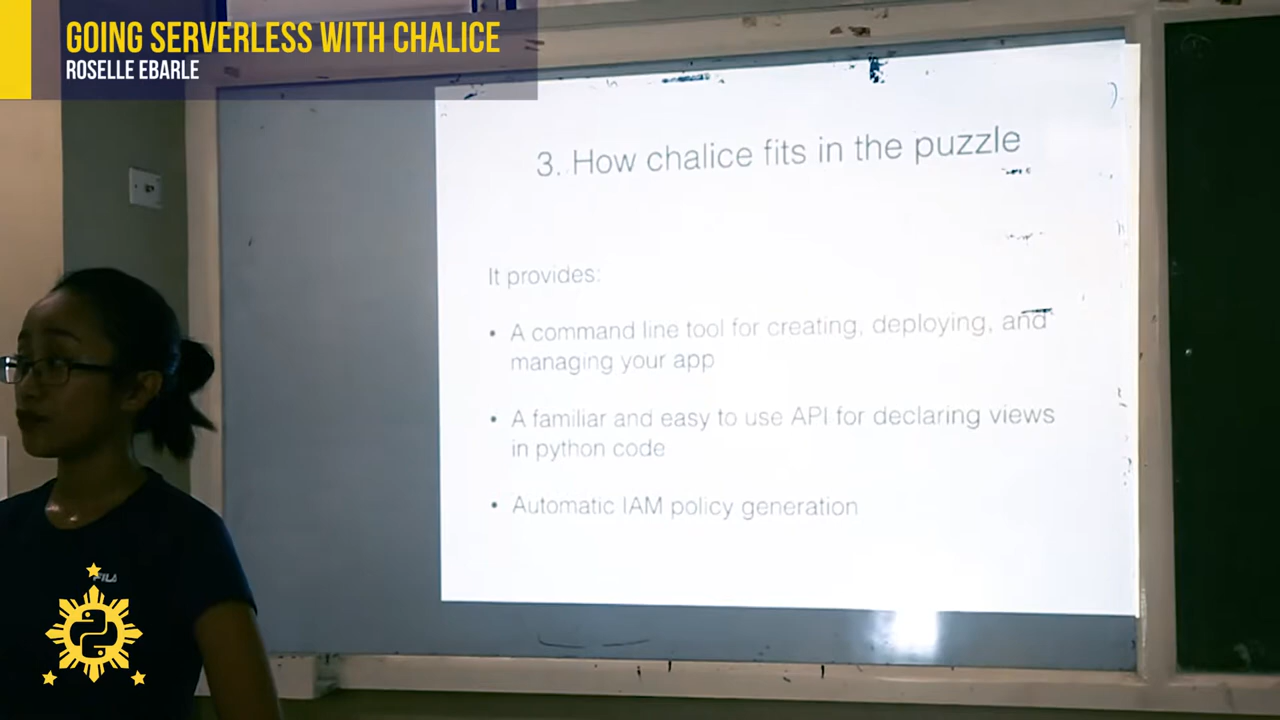 GOING SERVERLESS WITH CHALICE
ROSELLE EBARLE
3. How chalice fits in the puzzle
It provides:
• A command line tool for creating, deploying, and
managing your app
• A familiar and easy to use API for declaring views
in python code
• Automatic IAM policy generation
FILA